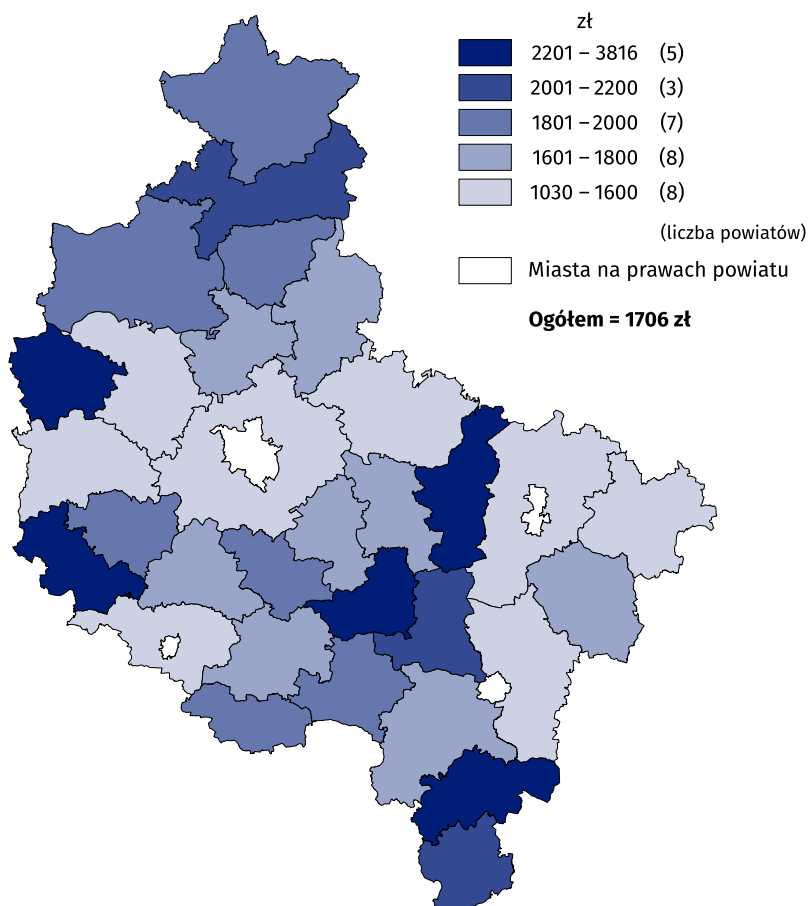 zł
2201 – 3816 (5)
2001 – 2200 (3)
1801 – 2000 (7)
1601 – 1800 (8)
1030 – 1600 (8)
(liczba powiatów)
Miasta na prawach powiatu
Ogółem = 1706 zł